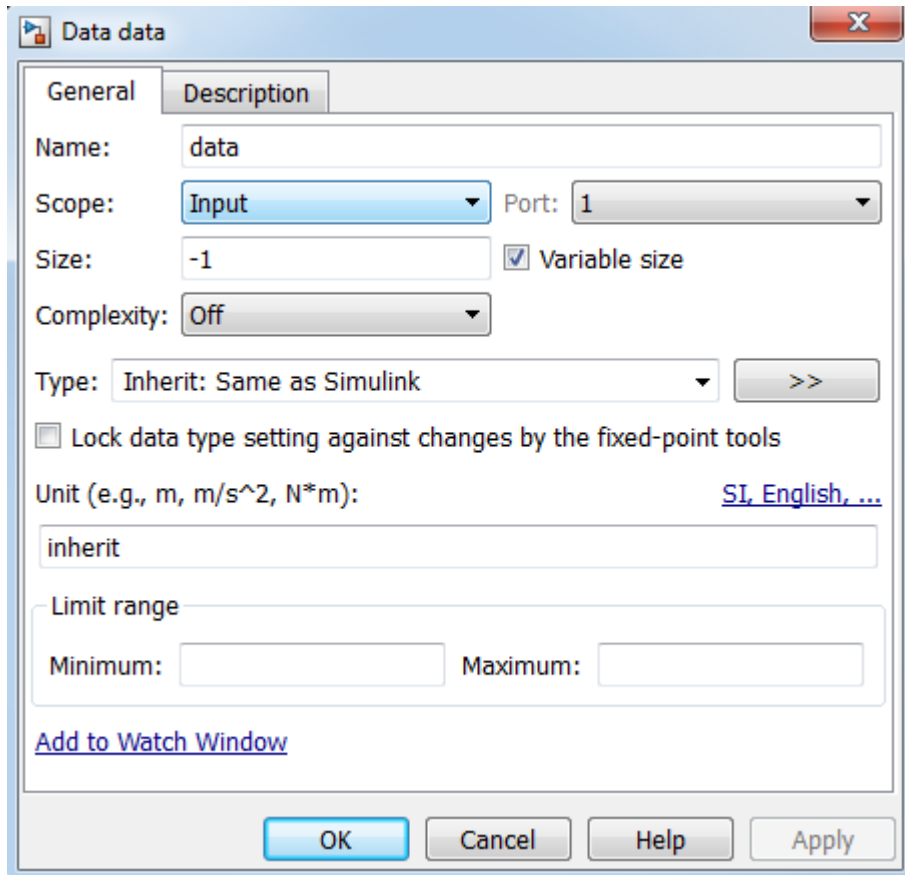 Data data
General Description
Name: data
Scope: Input Port: 1
Size: -1 Variable size
Complexity: Off
Type: Inherit: Same as Simulink >>
Lock data type setting against changes by the fixed-point tools
Unit (e.g., m, m/s^2, N*m): SI, English, ...
inherit
Limit range
Minimum: Maximum:
Add to Watch Window
OK Cancel Help Apply